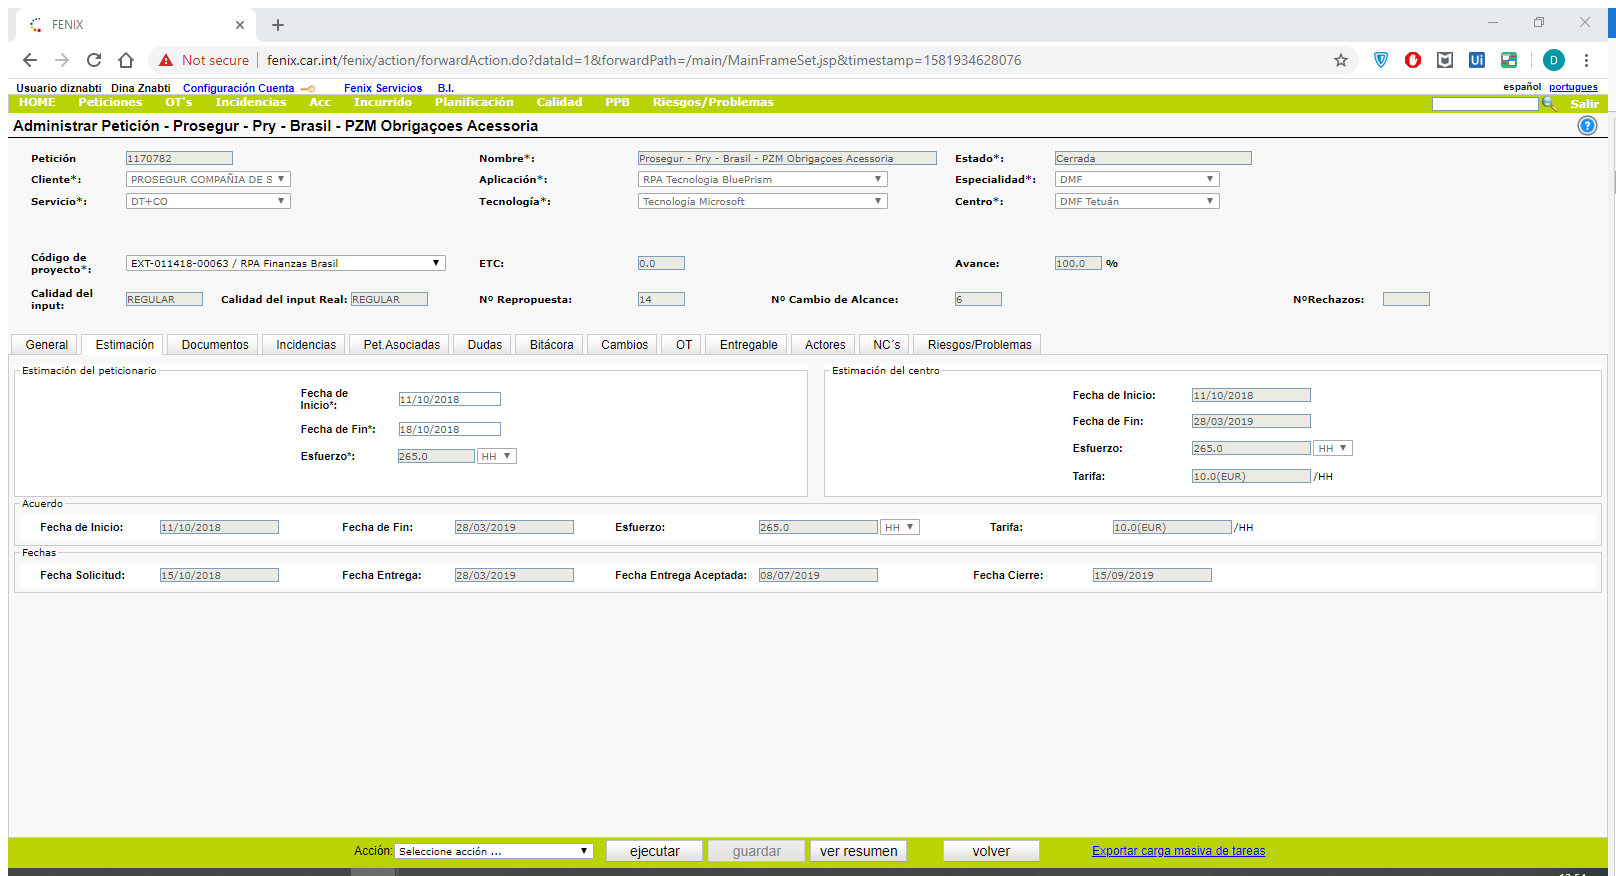 FENIX
Not secure fenix.car.int/fenix/action/forwardAction.do?dataId=1&forwardPath=/main/MainFrameSet.jsp&timestamp=1581934628076 D
Usuario diznabti Dina Znabti Configuración Cuenta Fenix Servicios B.I. español portugues
HOME Peticiones OT's Incidencias Acc Incurrido Planificación Calidad PPB Riesgos/Problemas Salir
Administrar Petición - Prosegur - Pry - Brasil - PZM Obrigaçoes Acessoria ?
Petición 1170782 Nombre*: Prosegur - Pry - Brasil - PZM Obrigaçoes Acessoria Estado*: Cerrada
Cliente*: PROSEGUR COMPAÑIA DE S Aplicación*: RPA Tecnologia BluePrism Especialidad*: DMF
Servicio*: DT+CO Tecnología*: Tecnología Microsoft Centro*: DMF Tetuán
Código de proyecto*: EXT-011418-00063 / RPA Finanzas Brasil ETC: 0.0 Avance: 100.0 %
Calidad del input: REGULAR Calidad del input Real: REGULAR Nº Repropuesta: 14 Nº Cambio de Alcance: 6 NºRechazos:
General Estimación Documentos Incidencias Pet.Asociadas Dudas Bitácora Cambios OT Entregable Actores NC´s Riesgos/Problemas
Estimación del peticionario
Fecha de Inicio*: 11/10/2018
Fecha de Fin*: 18/10/2018
Esfuerzo*: 265.0 HH
Estimación del centro
Fecha de Inicio: 11/10/2018
Fecha de Fin: 28/03/2019
Esfuerzo: 265.0 HH
Tarifa: 10.0(EUR) /HH
Acuerdo
Fecha de Inicio: 11/10/2018 Fecha de Fin: 28/03/2019 Esfuerzo: 265.0 HH Tarifa: 10.0(EUR) /HH
Fechas
Fecha Solicitud: 15/10/2018 Fecha Entrega: 28/03/2019 Fecha Entrega Aceptada: 08/07/2019 Fecha Cierre: 15/09/2019
Acción: Seleccione acción ... ejecutar guardar ver resumen volver Exportar carga masiva de tareas